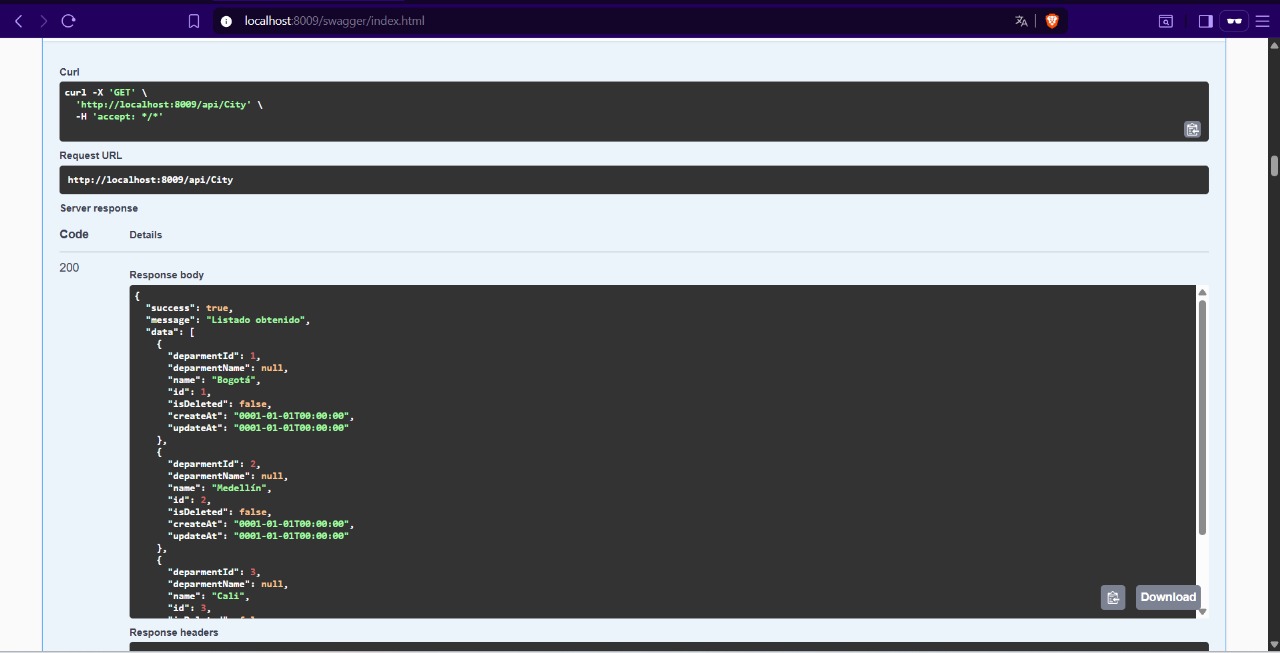 localhost:8009/swagger/index.html
Curl
curl -X 'GET' \
'http://localhost:8009/api/City' \
-H 'accept: */*'
Request URL
http://localhost:8009/api/City
Server response
Code Details
200
Response body
{
"success": true,
"message": "Listado obtenido",
"data": [
{
"deparmentId": 1,
"deparmentName": null,
"name": "Bogotá",
"id": 1,
"isDeleted": false,
"createAt": "0001-01-01T00:00:00",
"updateAt": "0001-01-01T00:00:00"
},
{
"deparmentId": 2,
"deparmentName": null,
"name": "Medellín",
"id": 2,
"isDeleted": false,
"createAt": "0001-01-01T00:00:00",
"updateAt": "0001-01-01T00:00:00"
},
{
"deparmentId": 3,
"deparmentName": null,
"name": "Cali",
"id": 3,
Download
Response headers